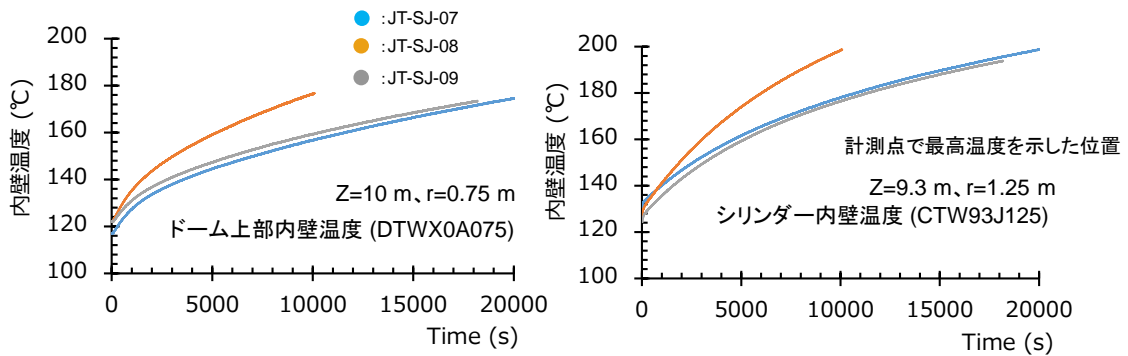 :JT-SJ-07
:JT-SJ-08
:JT-SJ-09
内壁温度 (℃)
200
180
160
140
120
100
0
5000
10000
15000
20000
Time (s)
Z=10 m、r=0.75 m
ドーム上部内壁温度 (DTWX0A075)
内壁温度 (℃)
200
180
160
140
120
100
0
5000
10000
15000
20000
Time (s)
計測点で最高温度を示した位置
Z=9.3 m、r=1.25 m
シリンダー内壁温度 (CTW93J125)